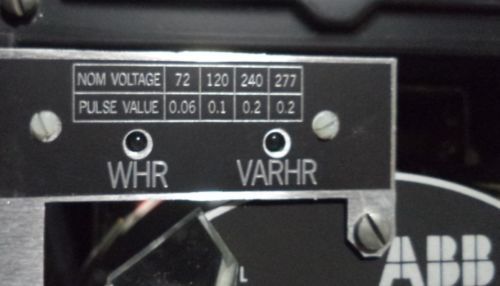 NOM VOLTAGE 72 120 240 277
PULSE VALUE 0.06 0.1 0.2 0.2
WHR VARHR
ABB
L